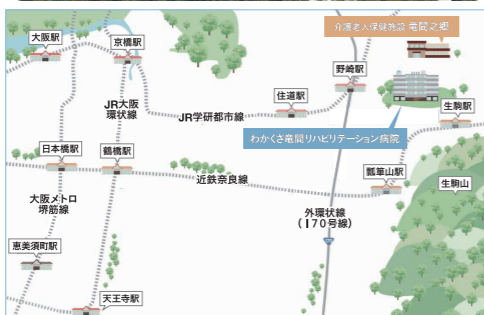 介護老人保健施設 竜間之郷
大阪駅
京橋駅
野崎駅
住道駅
生駒駅
JR大阪
環状線
JR学研都市線
わかくさ竜間リハビリテーション病院
日本橋駅
鶴橋駅
近鉄奈良線
瓢箪山駅
生駒山
大阪メトロ
堺筋線
外環状線
(170号線)
恵美須町駅
天王寺駅